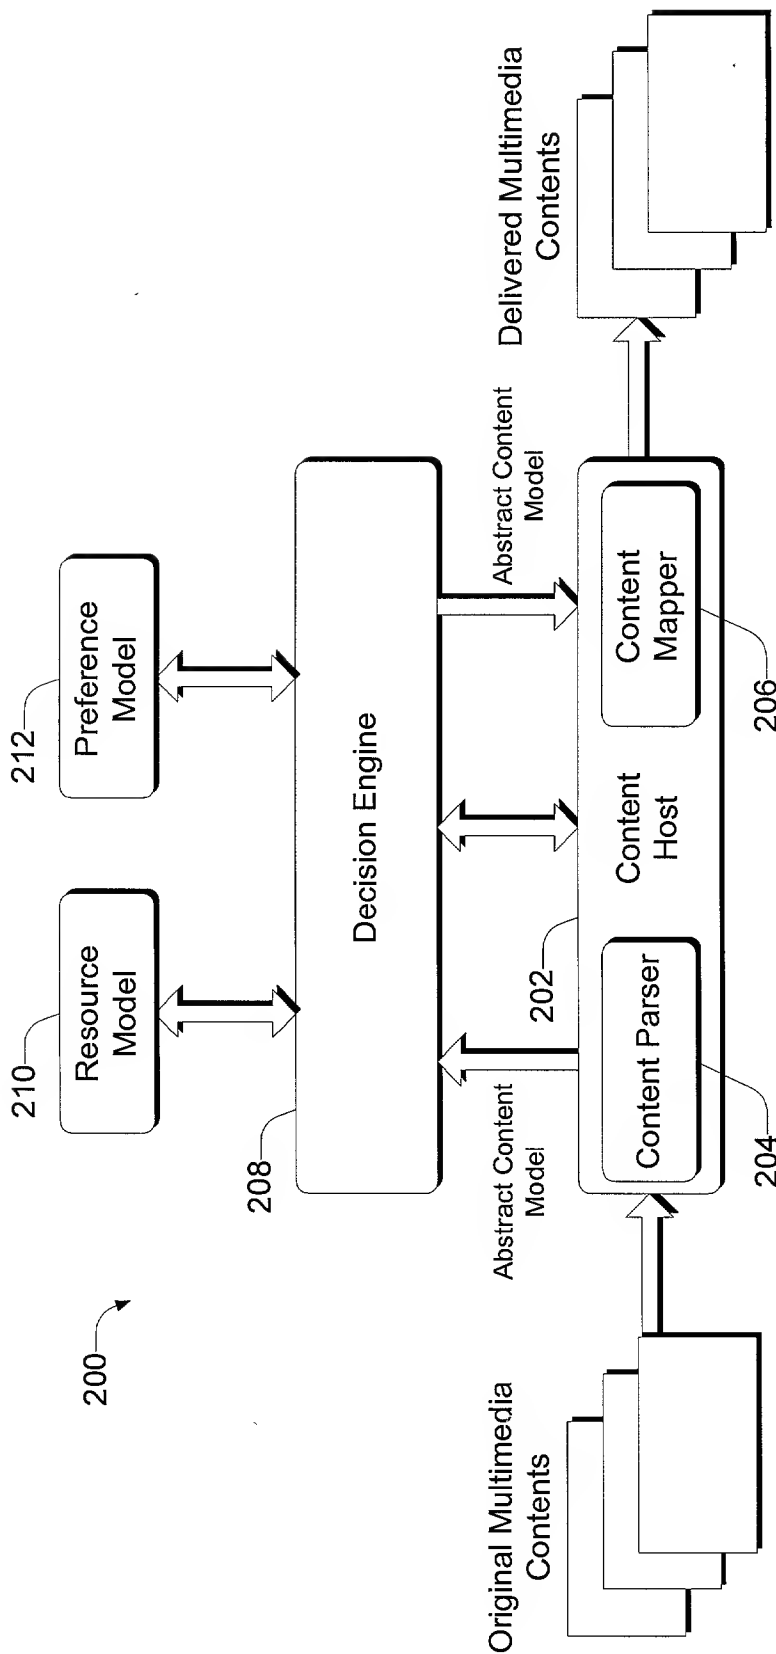 200
210
Resource
Model
212
Preference
Model
208
Decision Engine
Abstract Content
Model
202
Abstract Content
Model
Original Multimedia
Contents
Content Parser
204
Content
Host
Content
Mapper
206
Delivered Multimedia
Contents